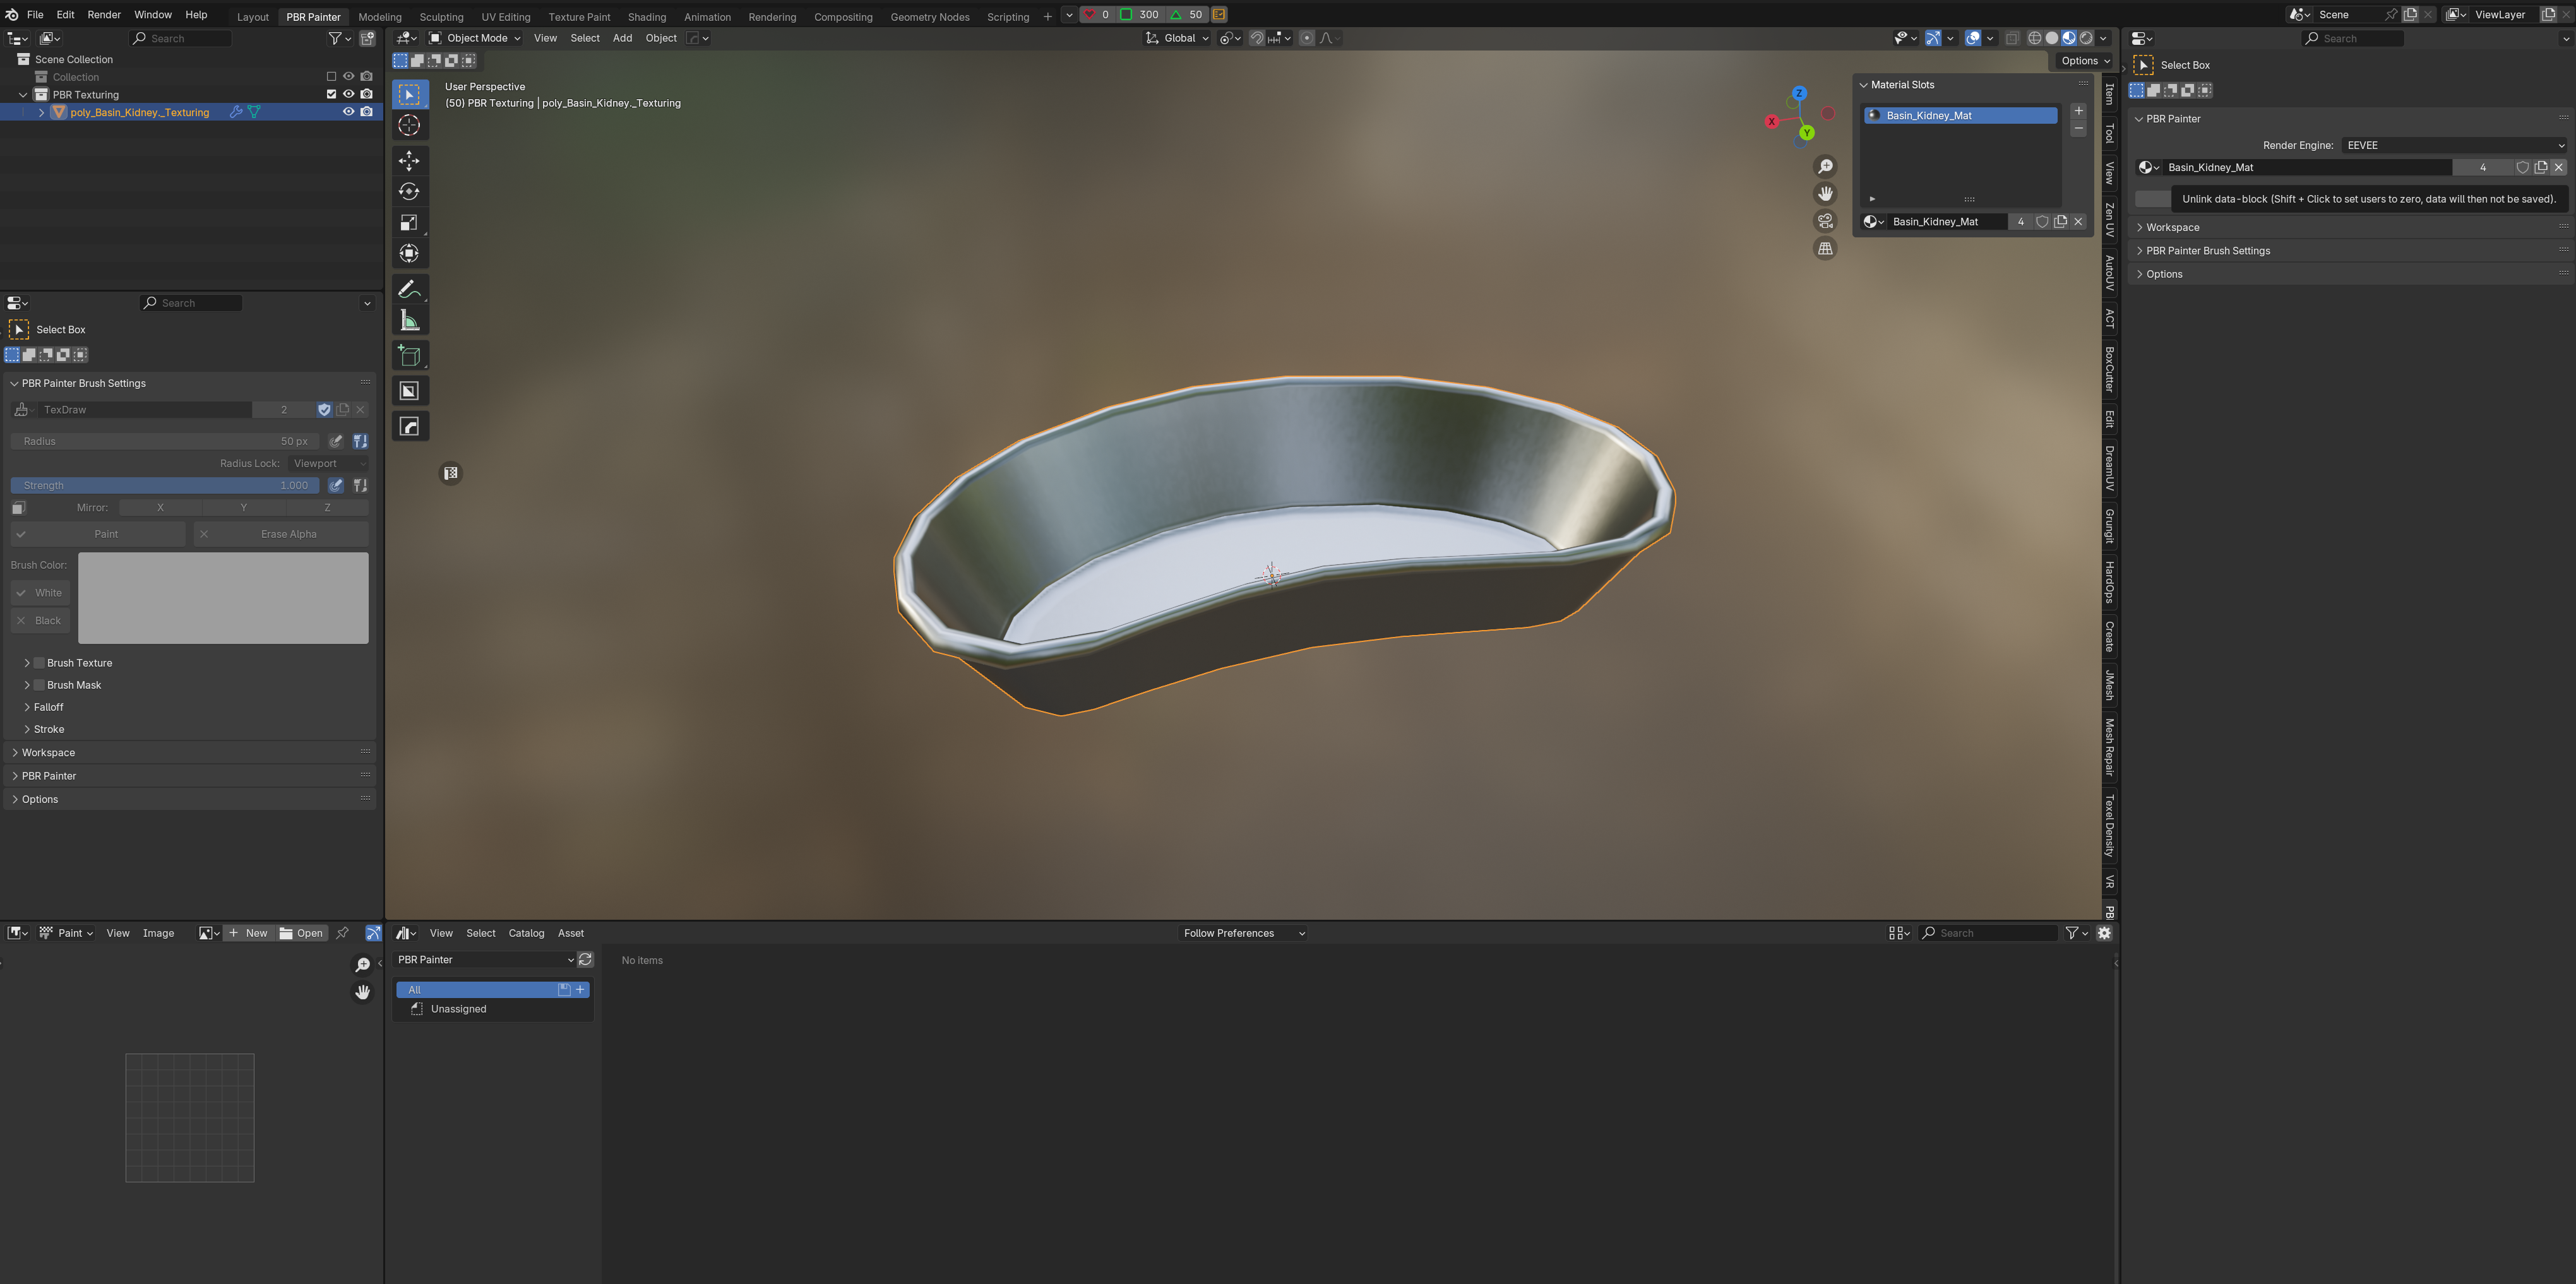 File Edit Render Window Help Layout PBR Painter Modeling Sculpting UV Editing Texture Paint Shading Animation Rendering Compositing Geometry Nodes Scripting + 0 300 50 Scene ViewLayer
Search
Scene Collection
Collection
PBR Texturing
poly_Basin_Kidney._Texturing
Search
Select Box
PBR Painter Brush Settings
TexDraw 2
Radius 50 px
Radius Lock: Viewport
Strength 1.000
Mirror: X Y Z
Paint Erase Alpha
Brush Color:
White
Black
Brush Texture
Brush Mask
Falloff
Stroke
Workspace
PBR Painter
Options
Paint View Image New Open
Object Mode View Select Add Object Global
Options
User Perspective
(50) PBR Texturing | poly_Basin_Kidney._Texturing
Z
X
Y
Material Slots
Basin_Kidney_Mat
Basin_Kidney_Mat 4
Item
Tool
View
Zen UV
AutoUV
ACT
BoxCutter
Edit
DreamUV
Grungit
HardOps
Create
JMesh
Mesh Repair
Texel Density
VR
PB
View Select Catalog Asset Follow Preferences Search
PBR Painter
No items
All
Unassigned
Search
Select Box
PBR Painter
Render Engine: EEVEE
Basin_Kidney_Mat 4
Unlink data-block (Shift + Click to set users to zero, data will then not be saved).
Workspace
PBR Painter Brush Settings
Options